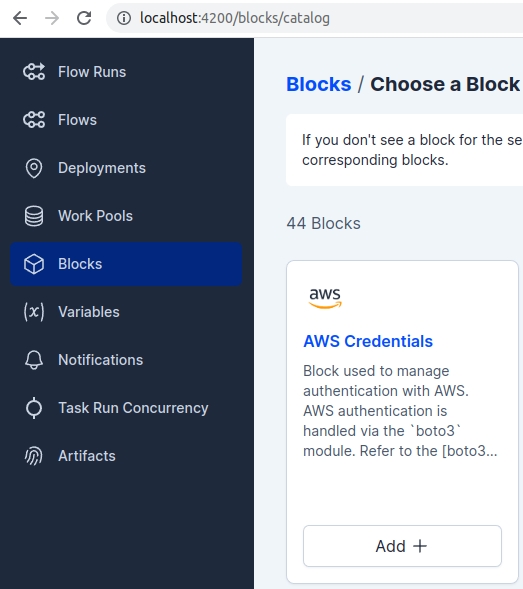 localhost:4200/blocks/catalog
Flow Runs
Flows
Deployments
Work Pools
Blocks
(x) Variables
Notifications
Task Run Concurrency
Artifacts
Blocks / Choose a Block
If you don't see a block for the se
corresponding blocks.
44 Blocks
aws
AWS Credentials
Block used to manage
authentication with AWS.
AWS authentication is
handled via the `boto3`
module. Refer to the [boto3...
Add +